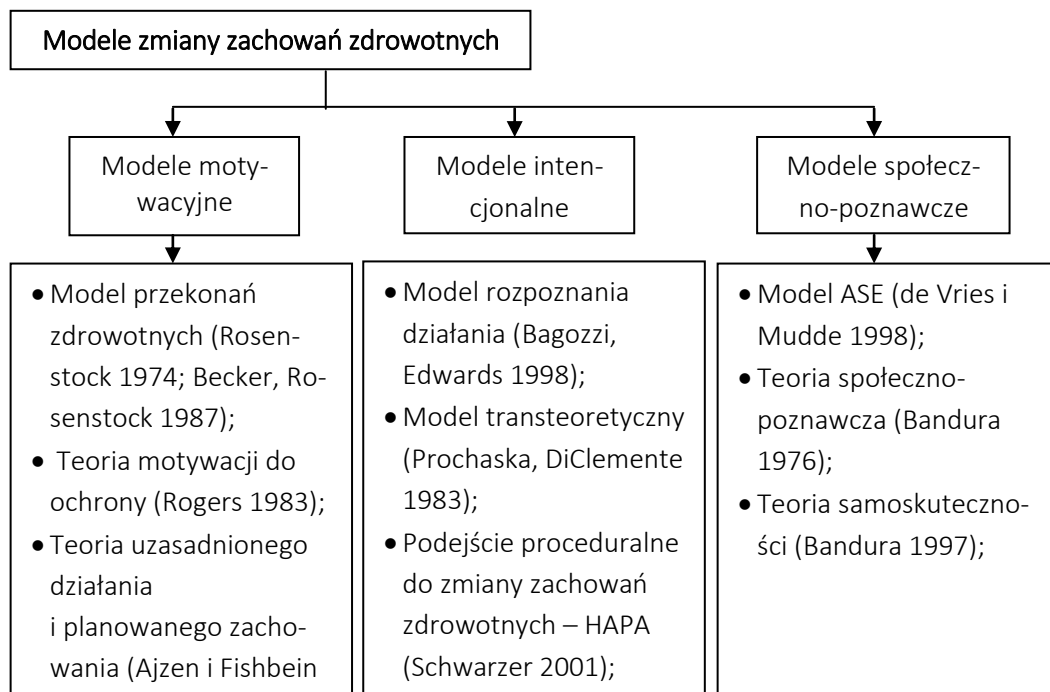 Modele zmiany zachowań zdrowotnych
Modele moty-
wacyjne
Modele inten-
cjonalne
Modele społecz-
no-poznawcze
• Model przekonań
zdrowotnych (Rosen-
stock 1974; Becker, Ro-
senstock 1987);
• Teoria motywacji do
ochrony (Rogers 1983);
• Teoria uzasadnionego
działania
i planowanego zacho-
wania (Ajzen i Fishbein
• Model rozpoznania
działania (Bagozzi,
Edwards 1998);
• Model transteoretyczny
(Prochaska, DiClemente
1983);
• Podejście proceduralne
do zmiany zachowań
zdrowotnych – HAPA
(Schwarzer 2001);
• Model ASE (de Vries i
Mudde 1998);
• Teoria społeczno-
poznawcza (Bandura
1976);
• Teoria samoskuteczno-
ści (Bandura 1997);